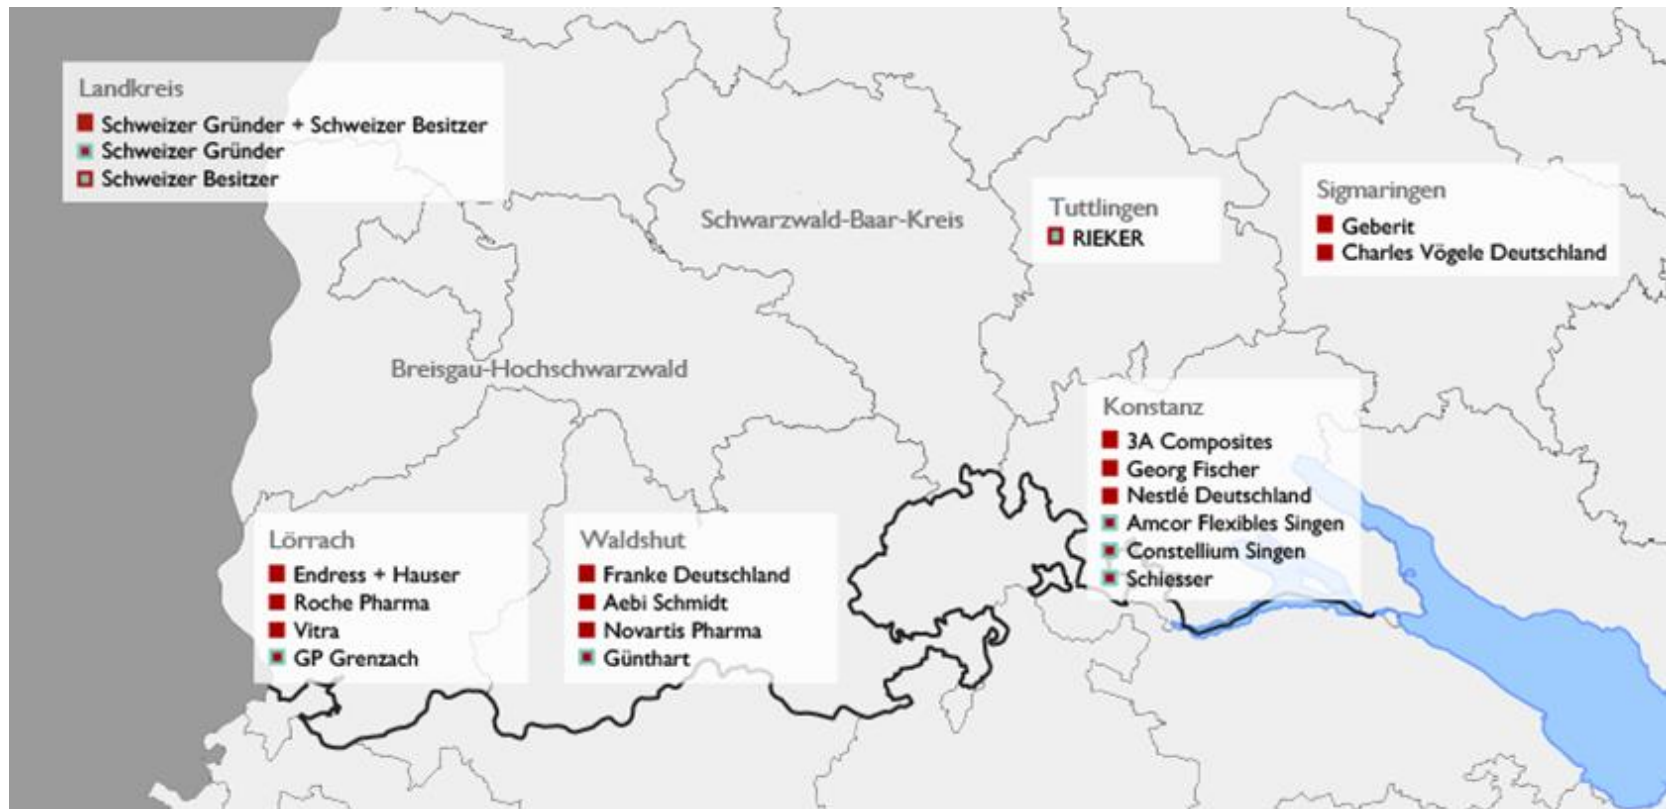 Landkreis
Schweizer Gründer + Schweizer Besitzer
Schweizer Gründer
Schweizer Besitzer
Schwarzwald-Baar-Kreis
Tuttlingen
RIEKER
Sigmaringen
Geberit
Charles Vögele Deutschland
Breisgau-Hochschwarzwald
Konstanz
3A Composites
Georg Fischer
Nestlé Deutschland
Amcor Flexibles Singen
Constellium Singen
Schiesser
Lörrach
Endress + Hauser
Roche Pharma
Vitra
GP Grenzach
Waldshut
Franke Deutschland
Aebi Schmidt
Novartis Pharma
Günthart